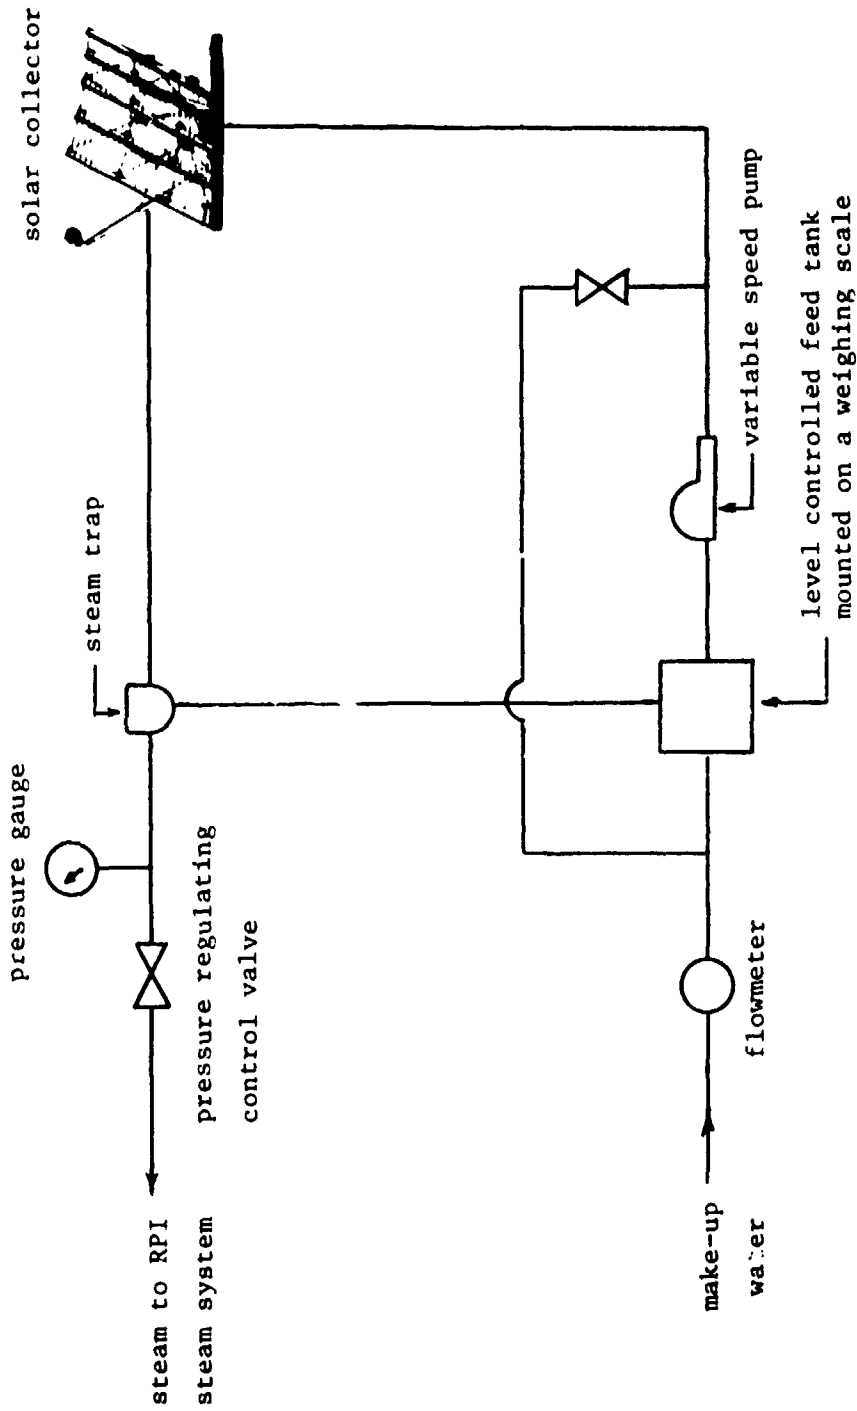 solar collector
steam trap
pressure gauge
pressure regulating
control valve
steam to RPI
steam system
variable speed pump
level controlled feed tank
mounted on a weighing scale
flowmeter
make-up
water